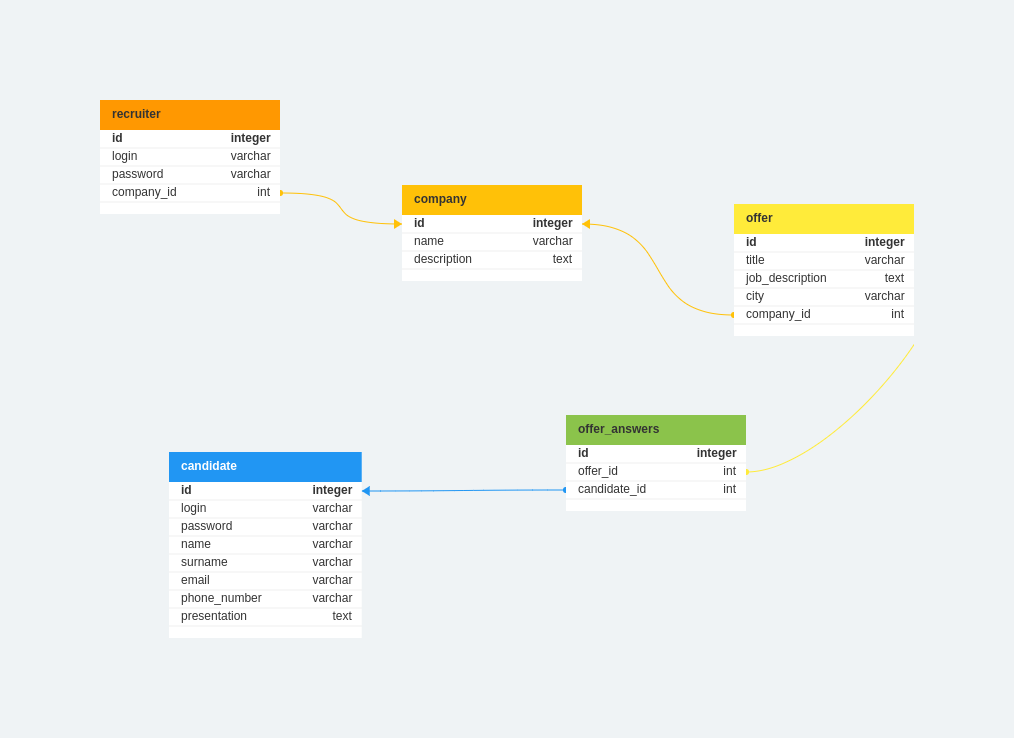 recruiter
id integer
login varchar
password varchar
company_id int
company
id integer
name varchar
description text
offer
id integer
title varchar
job_description text
city varchar
company_id int
offer_answers
id integer
offer_id int
candidate_id int
candidate
id integer
login varchar
password varchar
name varchar
surname varchar
email varchar
phone_number varchar
presentation text